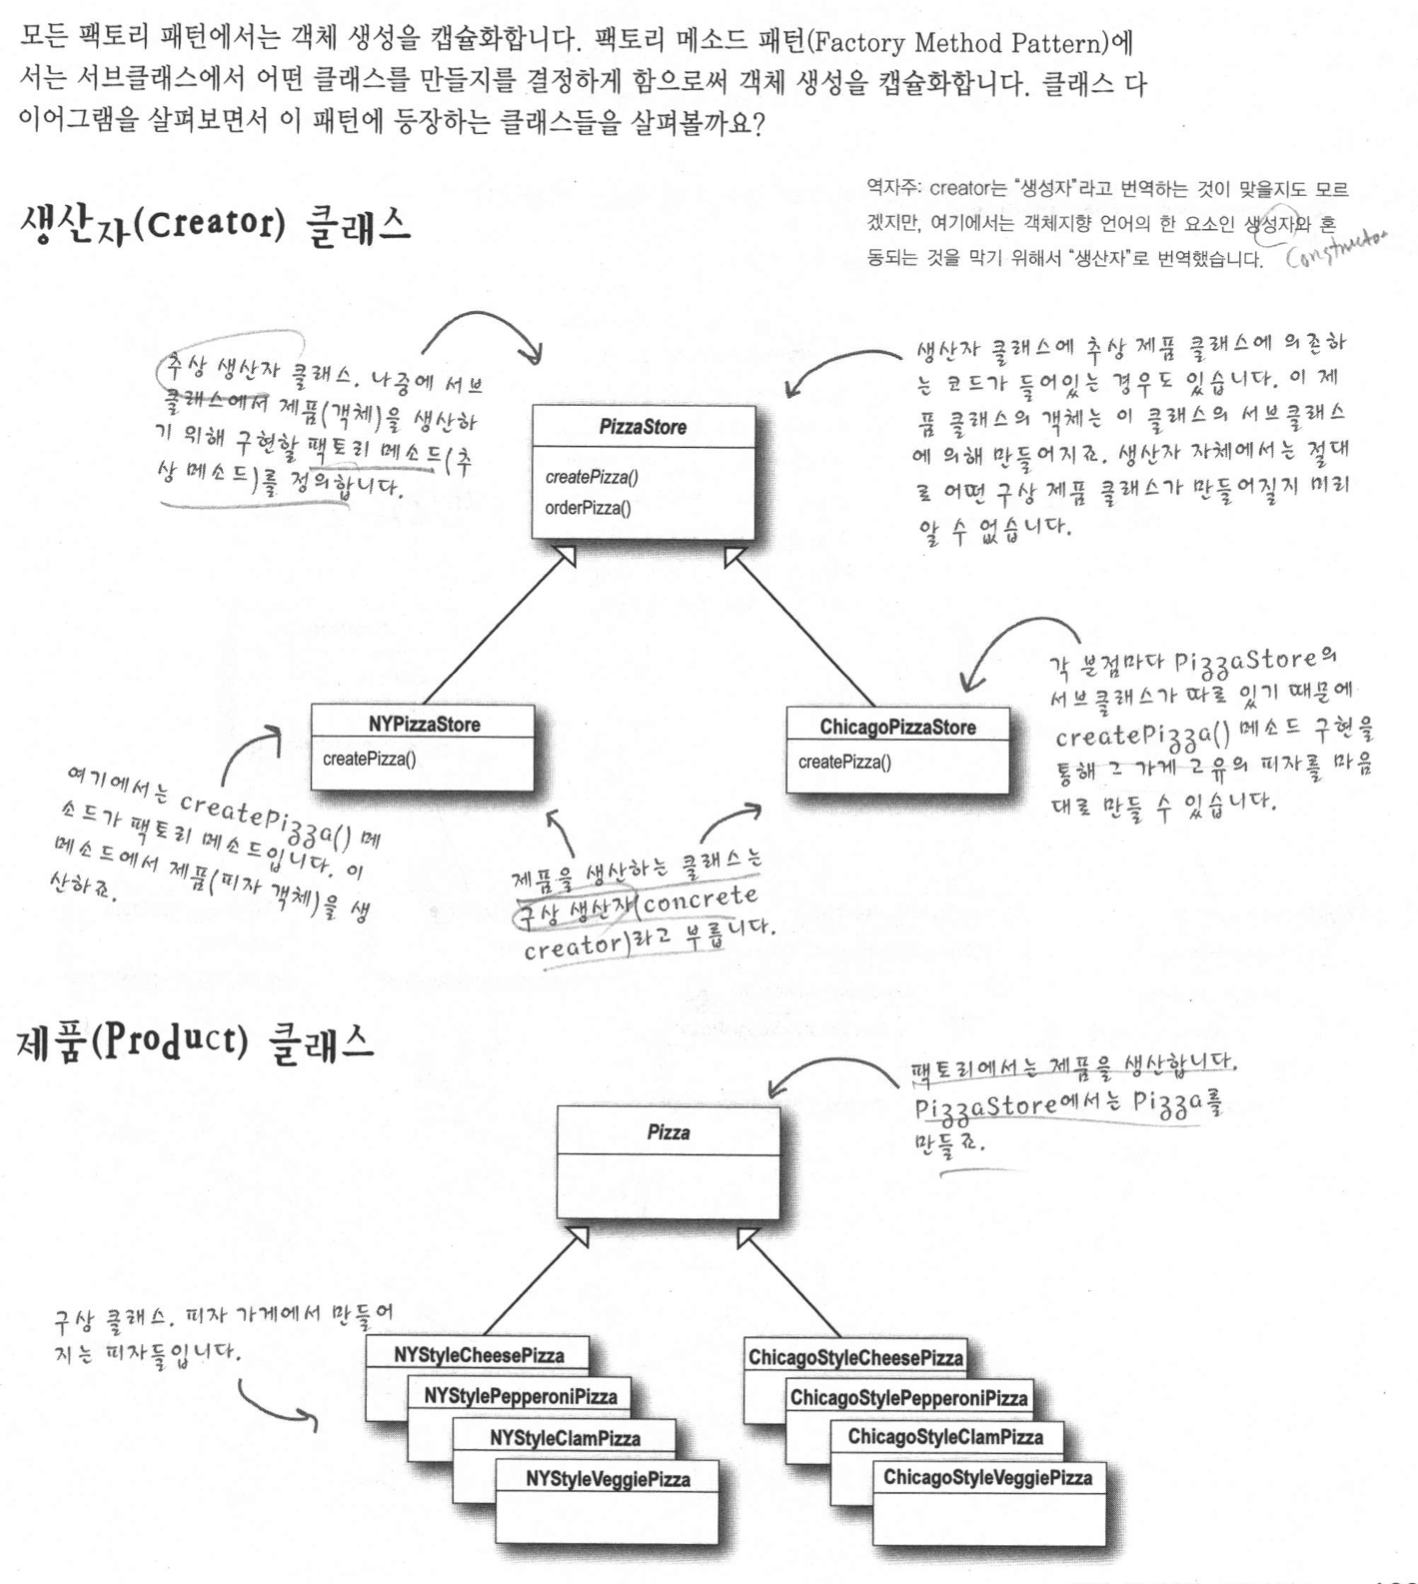 모든 팩토리 패턴에서는 객체 생성을 캡슐화합니다. 팩토리 메소드 패턴(Factory Method Pattern)에
서는 서브클래스에서 어떤 클래스를 만들지를 결정하게 함으로써 객체 생성을 캡슐화합니다. 클래스 다
이어그램을 살펴보면서 이 패턴에 등장하는 클래스들을 살펴볼까요?
역자주: creator는 “생성자”라고 번역하는 것이 맞을지도 모르
겠지만, 여기에서는 객체지향 언어의 한 요소인 생성자와 혼
동되는 것을 막기 위해서 “생산자”로 번역했습니다.
Constructor
생산자(Creator) 클래스
추상 생산자 클래스. 나중에 서브
클래스에서 제품(객체)을 생산하
기 위해 구현할 팩토리 메소드(추
상 메소드)를 정의합니다.
생산자 클래스에 추상 제품 클래스에 의존하
는 코드가 들어있는 경우도 있습니다. 이 제
품 클래스의 객체는 이 클래스의 서브클래스
에 의해 만들어지죠. 생산자 자체에서는 절대
로 어떤 구상 제품 클래스가 만들어질지 미리
알 수 없습니다.
PizzaStore
createPizza()
orderPizza()
NYPizzaStore
createPizza()
ChicagoPizzaStore
createPizza()
각 분점마다 PizzaStore의
서브클래스가 따로 있기 때문에
createPizza() 메소드 구현을
통해 그 가게 고유의 피자를 마음
대로 만들 수 있습니다.
여기에서는 createPizza() 메
소드가 팩토리 메소드입니다. 이
메소드에서 제품(피자 객체)을 생
산하죠.
제품을 생산하는 클래스는
구상 생산자(concrete
creator)라고 부릅니다.
제품(Product) 클래스
팩토리에서는 제품을 생산합니다.
PizzaStore에서는 Pizza를
만들죠.
Pizza
구상 클래스. 피자 가게에서 만들어
지는 피자들입니다.
NYStyleCheesePizza
NYStylePepperoniPizza
NYStyleClamPizza
NYStyleVeggiePizza
ChicagoStyleCheesePizza
ChicagoStylePepperoniPizza
ChicagoStyleClamPizza
ChicagoStyleVeggiePizza